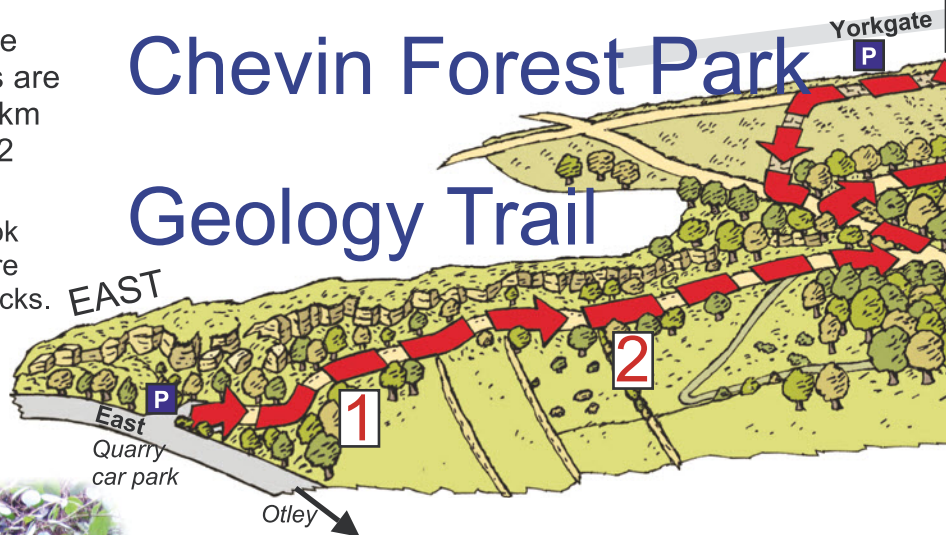 e
s are
km
2
ok
re
cks.
Chevin Forest Park
Geology Trail
Yorkgate
P
EAST
P
East
Quarry
car park
1
2
Otley